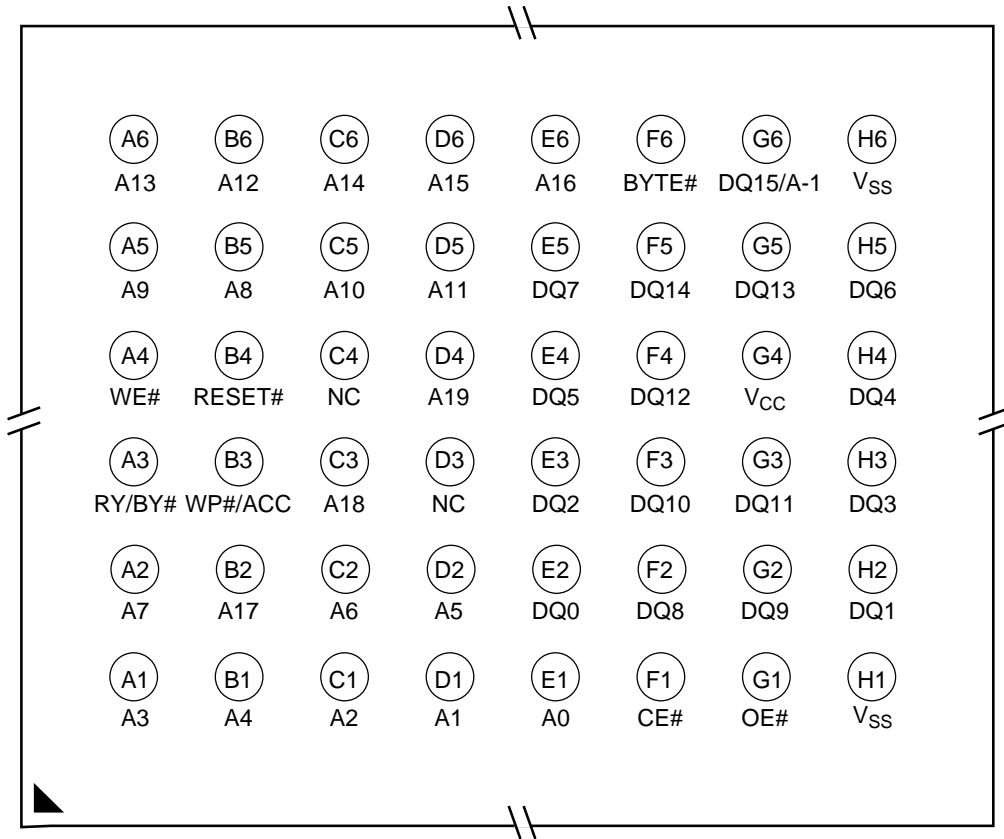 A6 B6 C6 D6 E6 F6 G6 H6
A13 A12 A14 A15 A16 BYTE# DQ15/A-1 VSS
A5 B5 C5 D5 E5 F5 G5 H5
A9 A8 A10 A11 DQ7 DQ14 DQ13 DQ6
A4 B4 C4 D4 E4 F4 G4 H4
WE# RESET# NC A19 DQ5 DQ12 VCC DQ4
A3 B3 C3 D3 E3 F3 G3 H3
RY/BY# WP#/ACC A18 NC DQ2 DQ10 DQ11 DQ3
A2 B2 C2 D2 E2 F2 G2 H2
A7 A17 A6 A5 DQ0 DQ8 DQ9 DQ1
A1 B1 C1 D1 E1 F1 G1 H1
A3 A4 A2 A1 A0 CE# OE# VSS